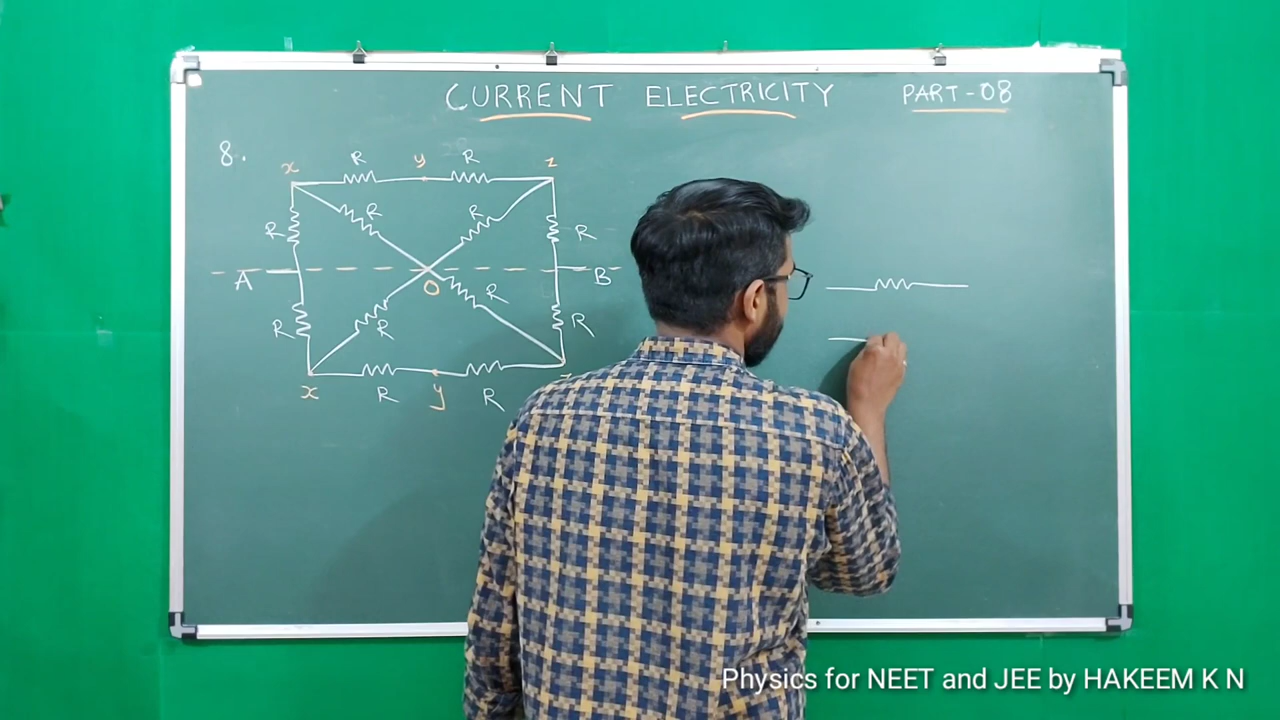 CURRENT ELECTRICITY PART-08
8.
x R y R z
R R R R
A O B
R R R R
x R y R
Physics for NEET and JEE by HAKEEM K N